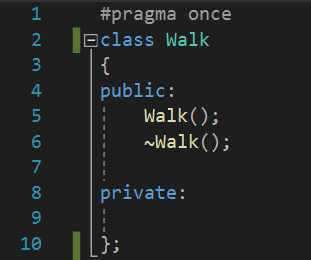 1 #pragma once
2 class Walk
3 {
4 public:
5 Walk();
6 ~Walk();
7
8 private:
9
10 };